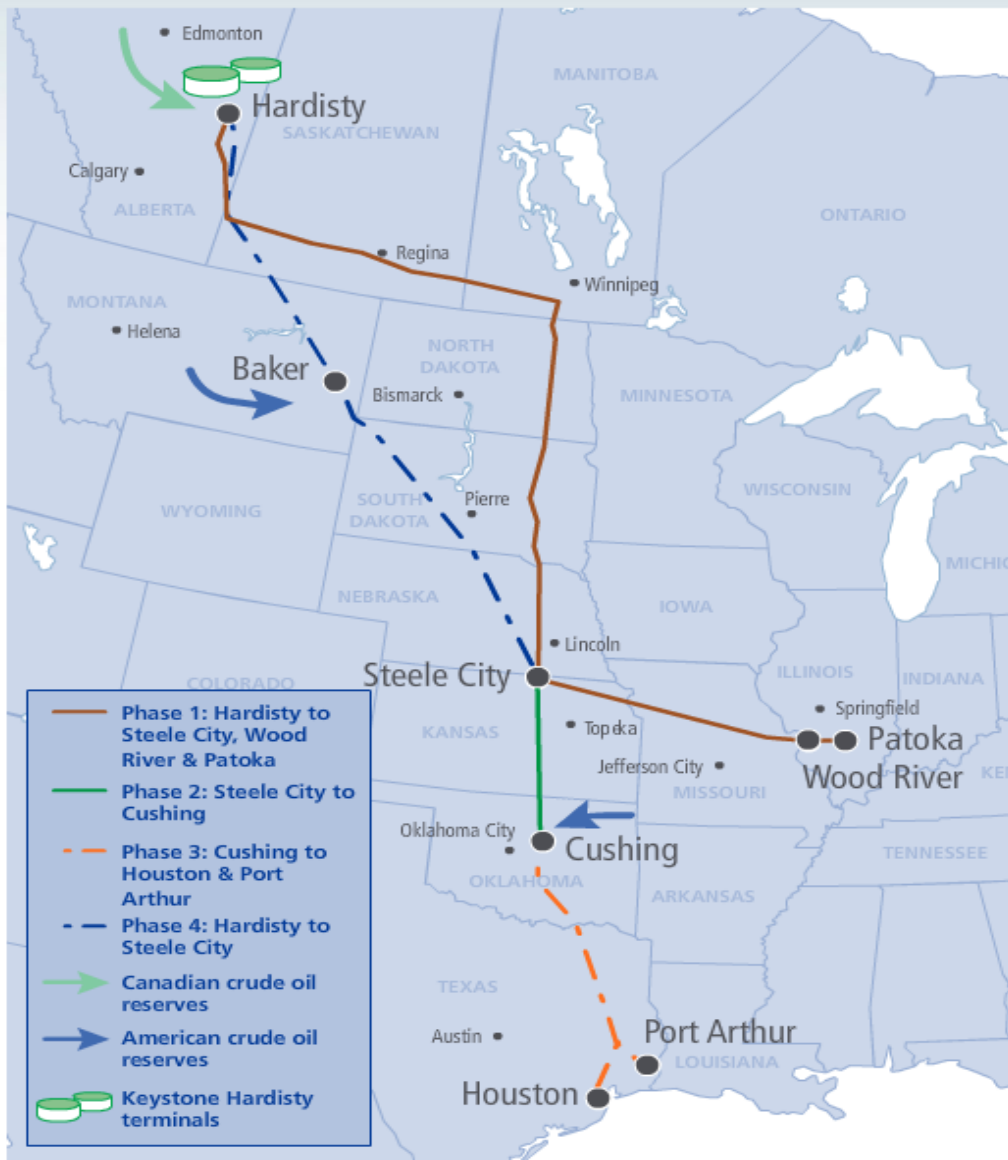 Edmonton
MANITOBA
Hardisty
SASKATCHEWAN
Calgary
ALBERTA
ONTARIO
Regina
Winnipeg
MONTANA
Helena
NORTH
DAKOTA
Baker
Bismarck
MINNESOTA
WISCONSIN
WYOMING
SOUTH
DAKOTA
Pierre
MICHIG
NEBRASKA
IOWA
Lincoln
Steele City
ILLINOIS
INDIANA
COLORADO
Springfield
KANSAS
Topeka
Patoka
Wood River
Jefferson City
KEN
MISSOURI
Oklahoma City
Cushing
TENNESSEE
OKLAHOMA
ARKANSAS
TEXAS
Austin
Port Arthur
LOUISIANA
Houston
Phase 1: Hardisty to
Steele City, Wood
River & Patoka
Phase 2: Steele City to
Cushing
Phase 3: Cushing to
Houston & Port
Arthur
Phase 4: Hardisty to
Steele City
Canadian crude oil
reserves
American crude oil
reserves
Keystone Hardisty
terminals